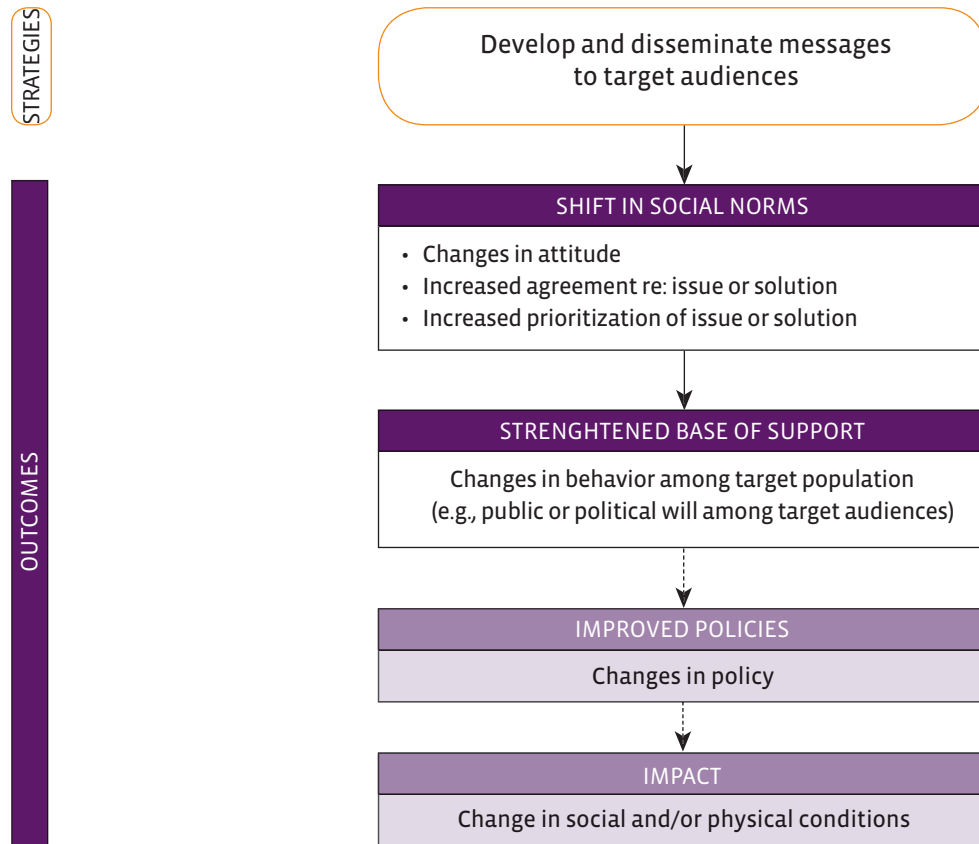 STRATEGIES
Develop and disseminate messages
to target audiences
OUTCOMES
SHIFT IN SOCIAL NORMS
• Changes in attitude
• Increased agreement re: issue or solution
• Increased prioritization of issue or solution
STRENGHTENED BASE OF SUPPORT
Changes in behavior among target population
(e.g., public or political will among target audiences)
IMPROVED POLICIES
Changes in policy
IMPACT
Change in social and/or physical conditions